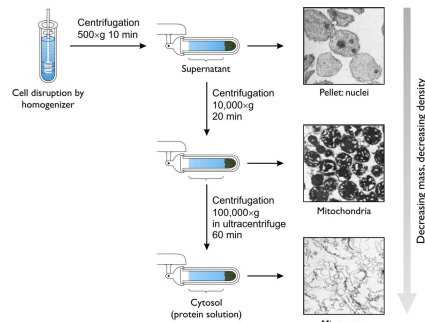 Centrifugation
500×g 10 min
Cell disruption by
homogenizer
Supernatant
Pellet: nuclei
Centrifugation
10,000×g
20 min
Mitochondria
Centrifugation
100,000×g
in ultracentrifuge
60 min
Cytosol
(protein solution)
Decreasing mass, decreasing density